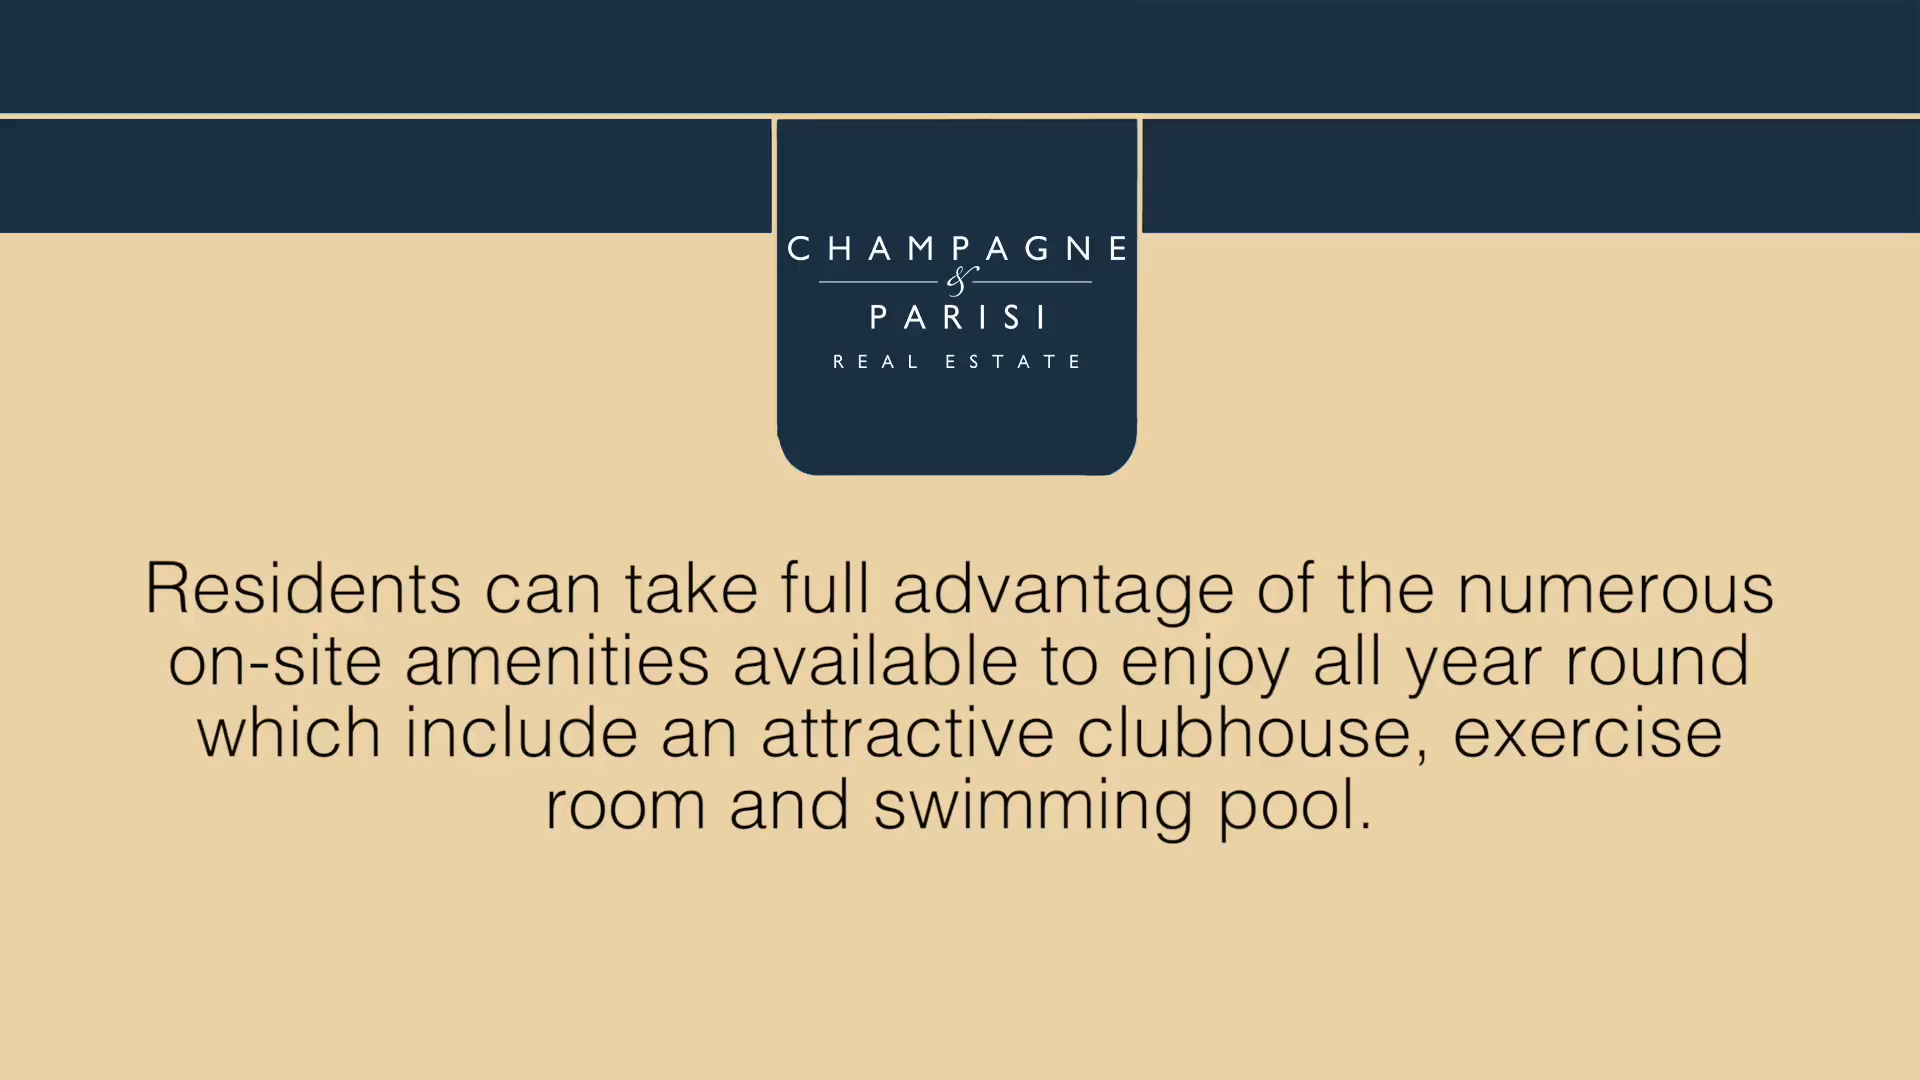 CHAMPAGNE
&
PARISI
REAL ESTATE
Residents can take full advantage of the numerous
on-site amenities available to enjoy all year round
which include an attractive clubhouse, exercise
room and swimming pool.